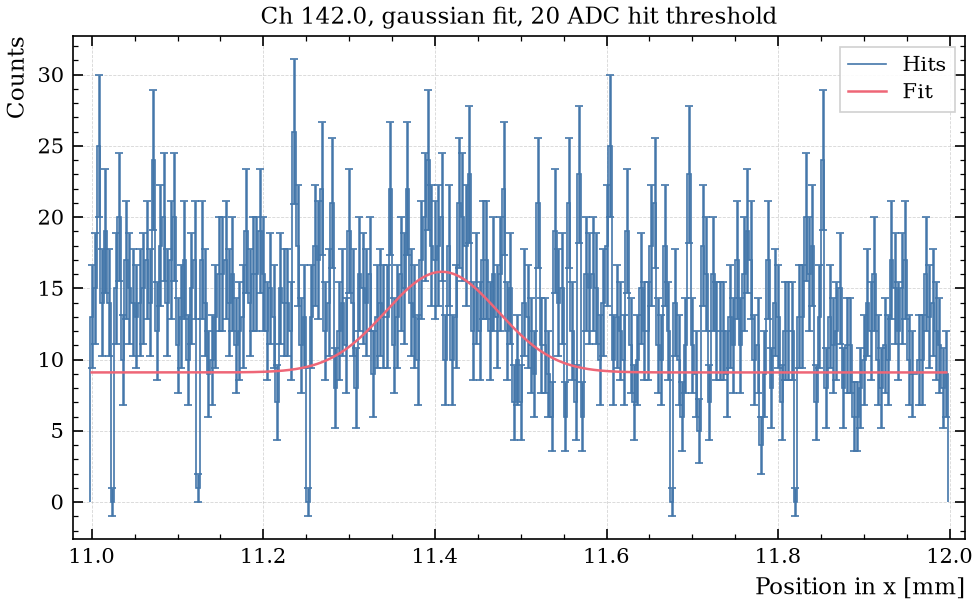 Ch 142.0, gaussian fit, 20 ADC hit threshold
Counts
30
25
20
15
10
5
0
Hits
Fit
11.0 11.2 11.4 11.6 11.8 12.0
Position in x [mm]